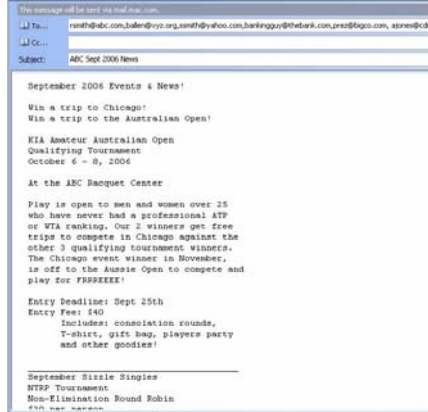 This message will be sent via mail.mac.com.
To... rsmith@abc.com,ballen@vyz.org,ssmith@yahoo.com,bankingguy@thebank.com,prez@bigco.com, ajones@cd
Cc...
Subject: ABC Sept 2006 News
September 2006 Events & News!
Win a trip to Chicago!
Win a trip to the Australian Open!
KIA Amateur Australian Open
Qualifying Tournament
October 6 - 8, 2006
At the ABC Racquet Center
Play is open to men and women over 25
who have never had a professional ATP
or WTA ranking. Our 2 winners get free
trips to compete in Chicago against the
other 3 qualifying tournament winners.
The Chicago event winner in November,
is off to the Aussie Open to compete and
play for FRRREEEE!
Entry Deadline: Sept 25th
Entry Fee: $40
Includes: consolation rounds,
T-shirt, gift bag, players party
and other goodies!
September Sizzle Singles
NTRP Tournament
Non-Elimination Round Robin
$20 per person